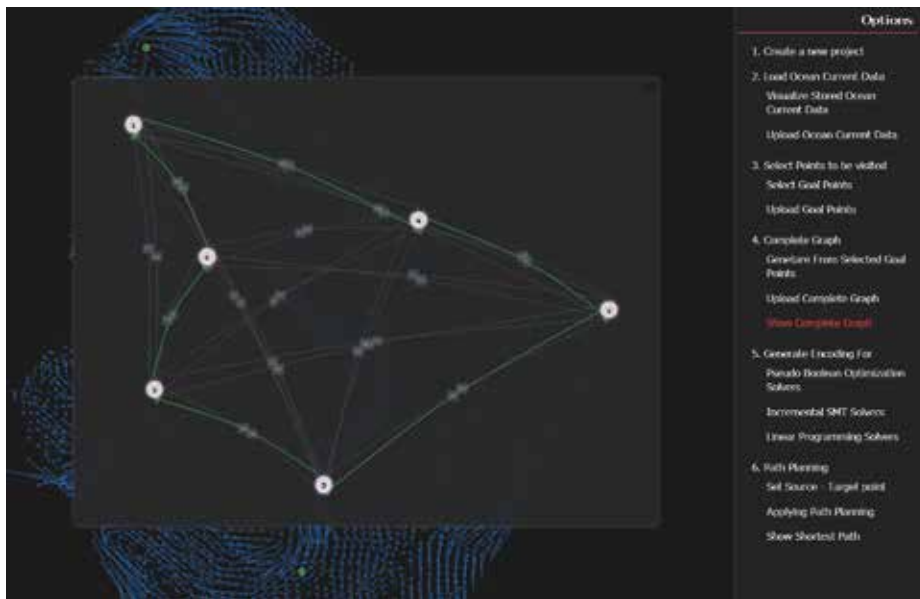 Options
1. Create a new project
2. Load Ocean Current Data
Visualize Stored Ocean
Current Data
Upload Ocean Current Data
3. Select Points to be visited
Select Goal Points
Upload Goal Points
4. Complete Graph
Genetare From Selected Goal
Points
Upload Complete Graph
Show Complete Graph
5. Generate Encoding For
Pseudo Boolean Optimization
Solvers
Incremental SMT Solvers
Linear Programming Solvers
6. Path Planning
Set Source - Target point
Applying Path Planning
Show Shortest Path